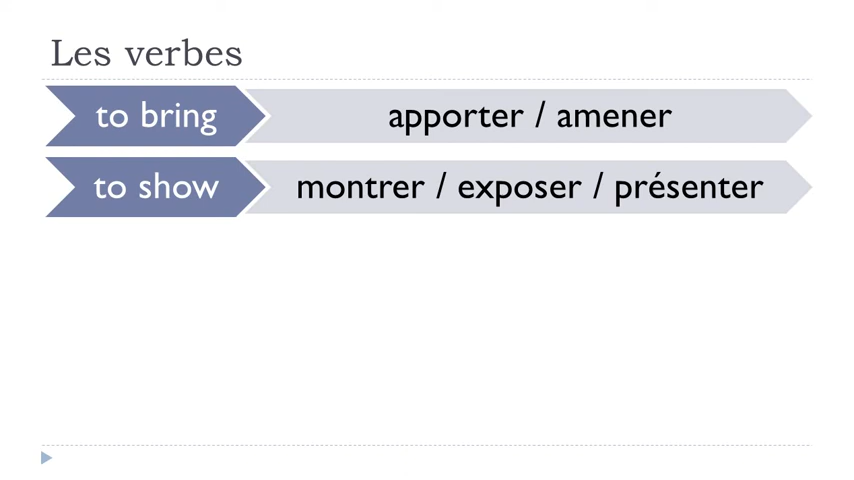 Les verbes
to bring apporter / amener
to show montrer / exposer / présenter